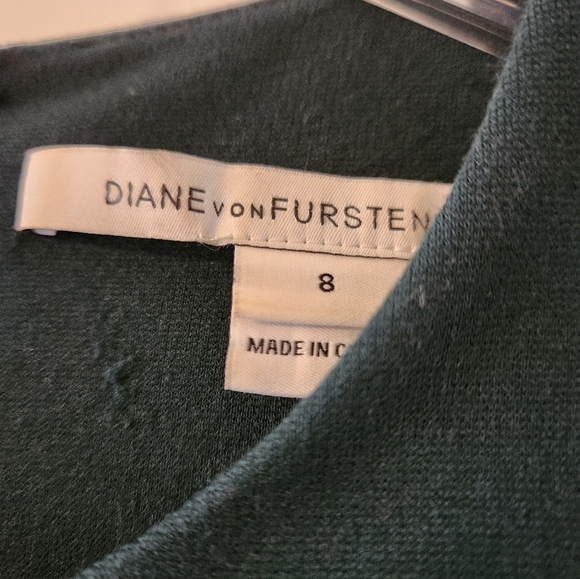 DIANE VON FURSTEN
8
MADE IN C